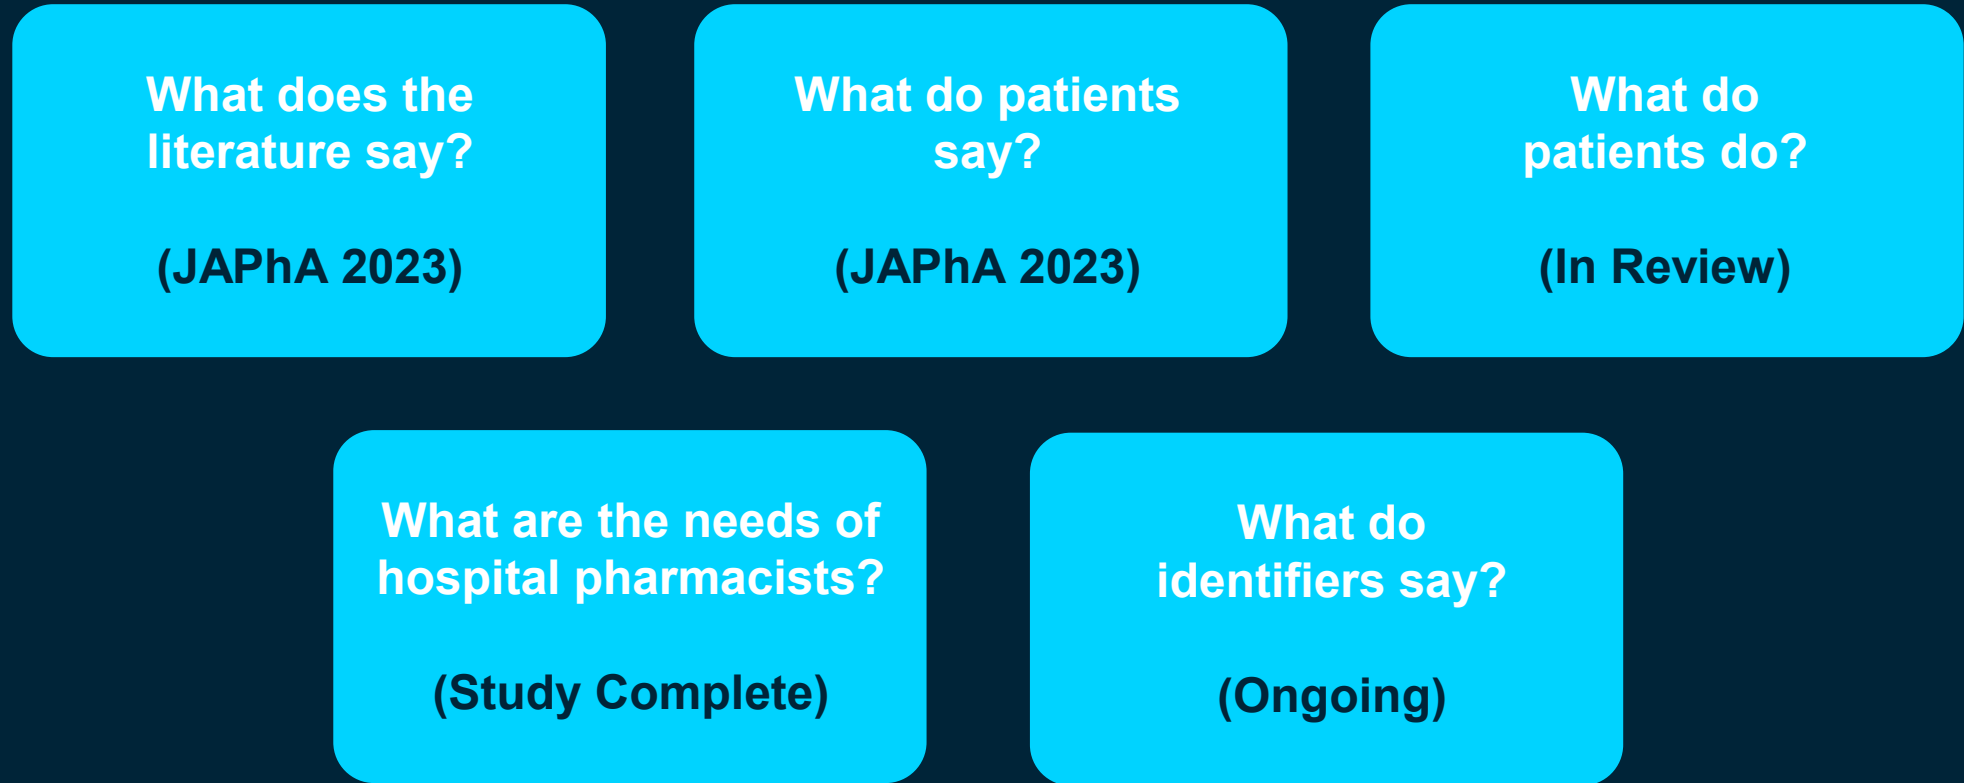 What does the
literature say?
(JAPhA 2023)
What do patients
say?
(JAPhA 2023)
What do
patients do?
(In Review)
What are the needs of
hospital pharmacists?
(Study Complete)
What do
identifiers say?
(Ongoing)